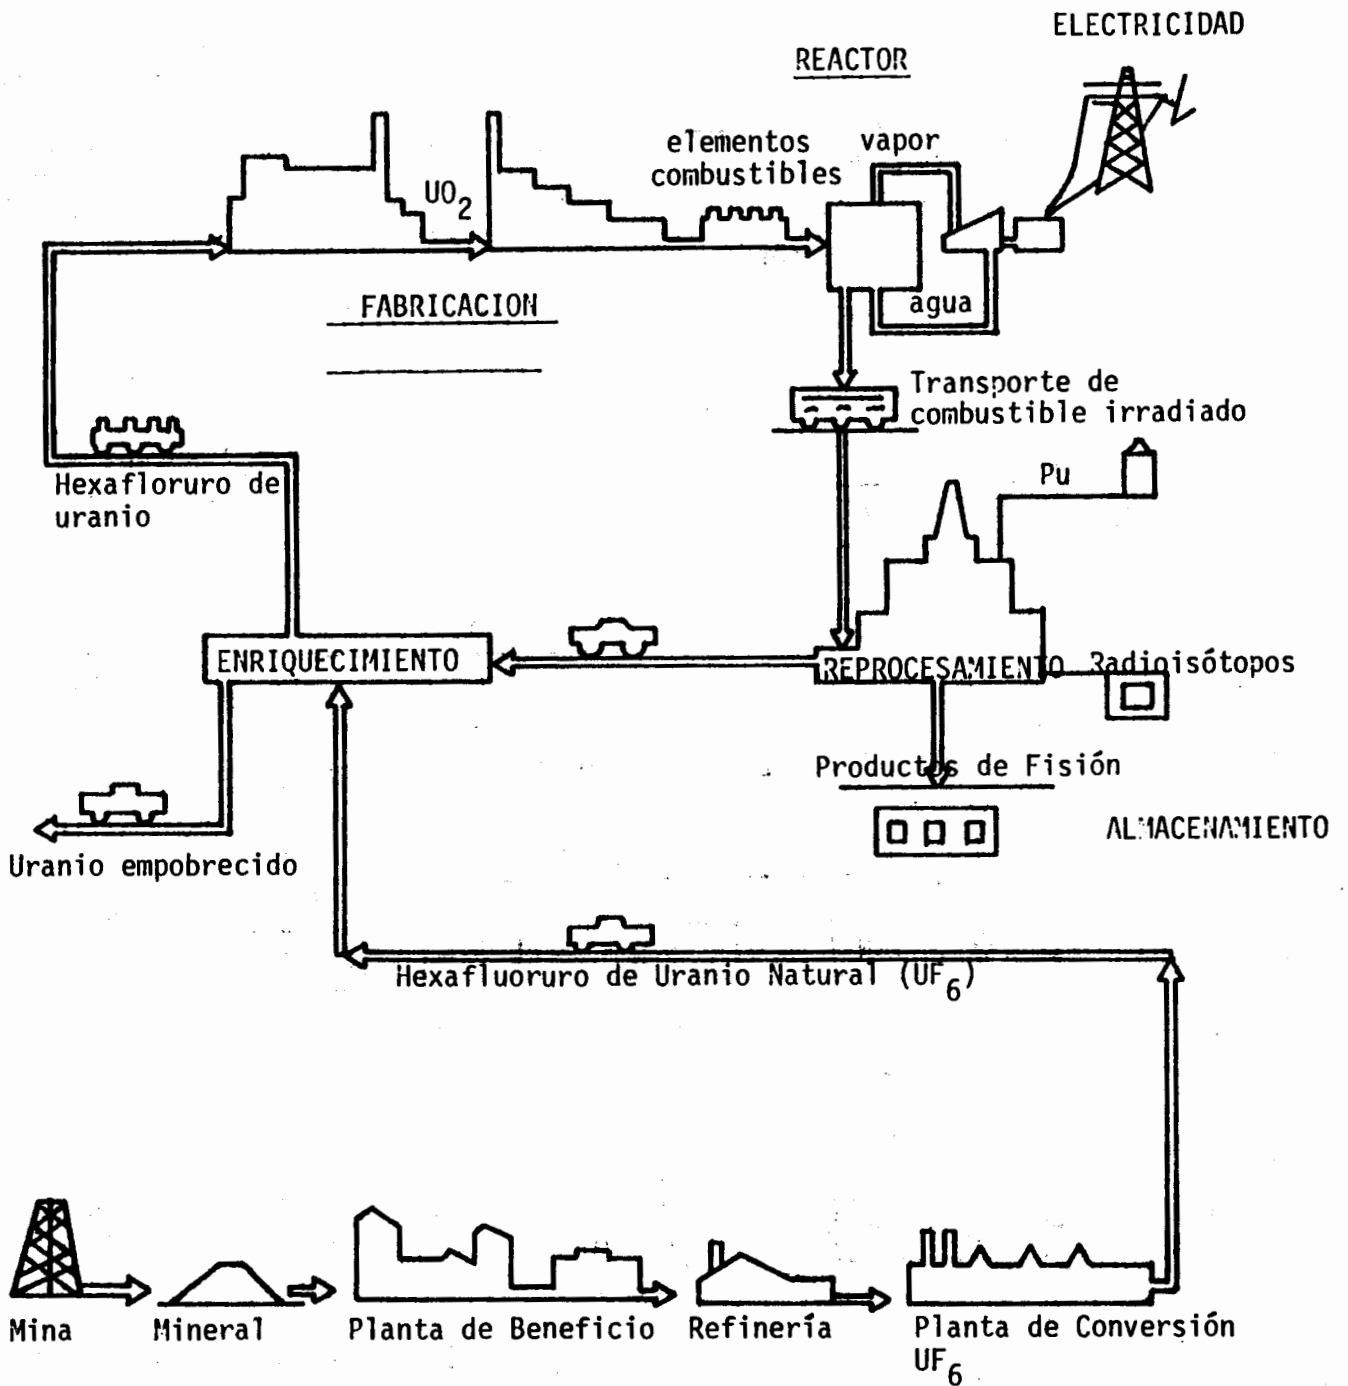 ELECTRICIDAD
REACTOR
elementos
combustibles
vapor
UO2
agua
FABRICACION
Transporte de
combustible irradiado
Hexafloruro de
uranio
Pu
ENRIQUECIMIENTO
REPROCESAMIENTO
Radioisótopos
Productos de Fisión
ALMACENAMIENTO
Uranio empobrecido
Hexafluoruro de Uranio Natural (UF6)
Mina
Mineral
Planta de Beneficio
Refinería
Planta de Conversión
UF6